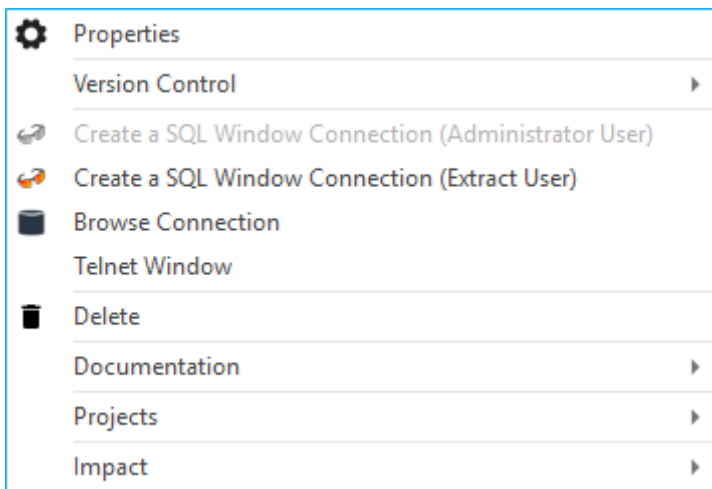 Properties
Version Control
Create a SQL Window Connection (Administrator User)
Create a SQL Window Connection (Extract User)
Browse Connection
Telnet Window
Delete
Documentation
Projects
Impact